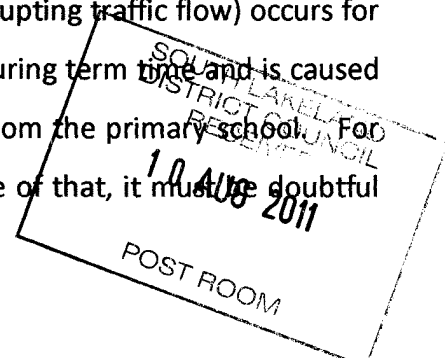 upting traffic flow) occurs for
uring term time and is caused
om the primary school. For
e of that, it must be doubtful
SOUTH LAKELAND
DISTRICT COUNCIL
RECEIVED
10 AUG 2011
POST ROOM